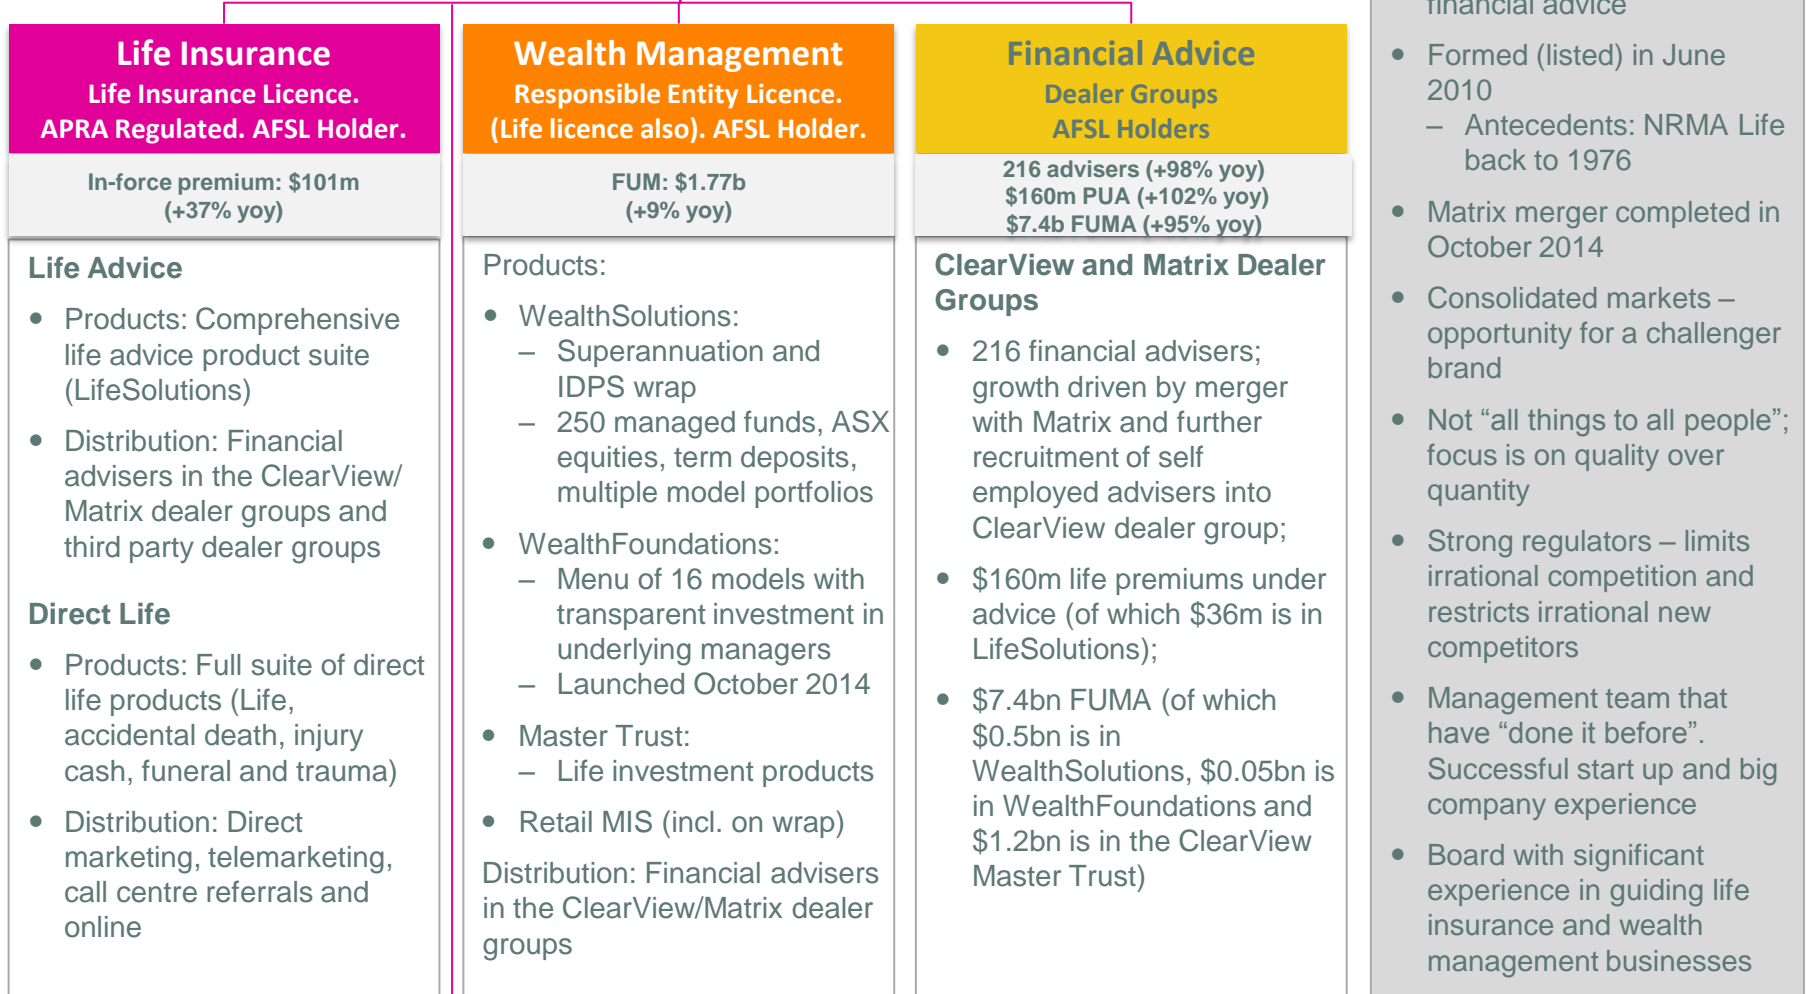 Life Insurance
Life Insurance Licence.
APRA Regulated. AFSL Holder.
In-force premium: $101m
(+37% yoy)
Life Advice
• Products: Comprehensive
life advice product suite
(LifeSolutions)
• Distribution: Financial
advisers in the ClearView/
Matrix dealer groups and
third party dealer groups
Direct Life
• Products: Full suite of direct
life products (Life,
accidental death, injury
cash, funeral and trauma)
• Distribution: Direct
marketing, telemarketing,
call centre referrals and
online
Wealth Management
Responsible Entity Licence.
(Life licence also). AFSL Holder.
FUM: $1.77b
(+9% yoy)
Products:
• WealthSolutions:
– Superannuation and
IDPS wrap
– 250 managed funds, ASX
equities, term deposits,
multiple model portfolios
• WealthFoundations:
– Menu of 16 models with
transparent investment in
underlying managers
– Launched October 2014
• Master Trust:
– Life investment products
• Retail MIS (incl. on wrap)
Distribution: Financial advisers
in the ClearView/Matrix dealer
groups
Financial Advice
Dealer Groups
AFSL Holders
216 advisers (+98% yoy)
$160m PUA (+102% yoy)
$7.4b FUMA (+95% yoy)
ClearView and Matrix Dealer
Groups
• 216 financial advisers;
growth driven by merger
with Matrix and further
recruitment of self
employed advisers into
ClearView dealer group;
• $160m life premiums under
advice (of which $36m is in
LifeSolutions);
• $7.4bn FUMA (of which
$0.5bn is in
WealthSolutions, $0.05bn is
in WealthFoundations and
$1.2bn is in the ClearView
Master Trust)
financial advice
• Formed (listed) in June
2010
– Antecedents: NRMA Life
back to 1976
• Matrix merger completed in
October 2014
• Consolidated markets –
opportunity for a challenger
brand
• Not “all things to all people”;
focus is on quality over
quantity
• Strong regulators – limits
irrational competition and
restricts irrational new
competitors
• Management team that
have “done it before”.
Successful start up and big
company experience
• Board with significant
experience in guiding life
insurance and wealth
management businesses